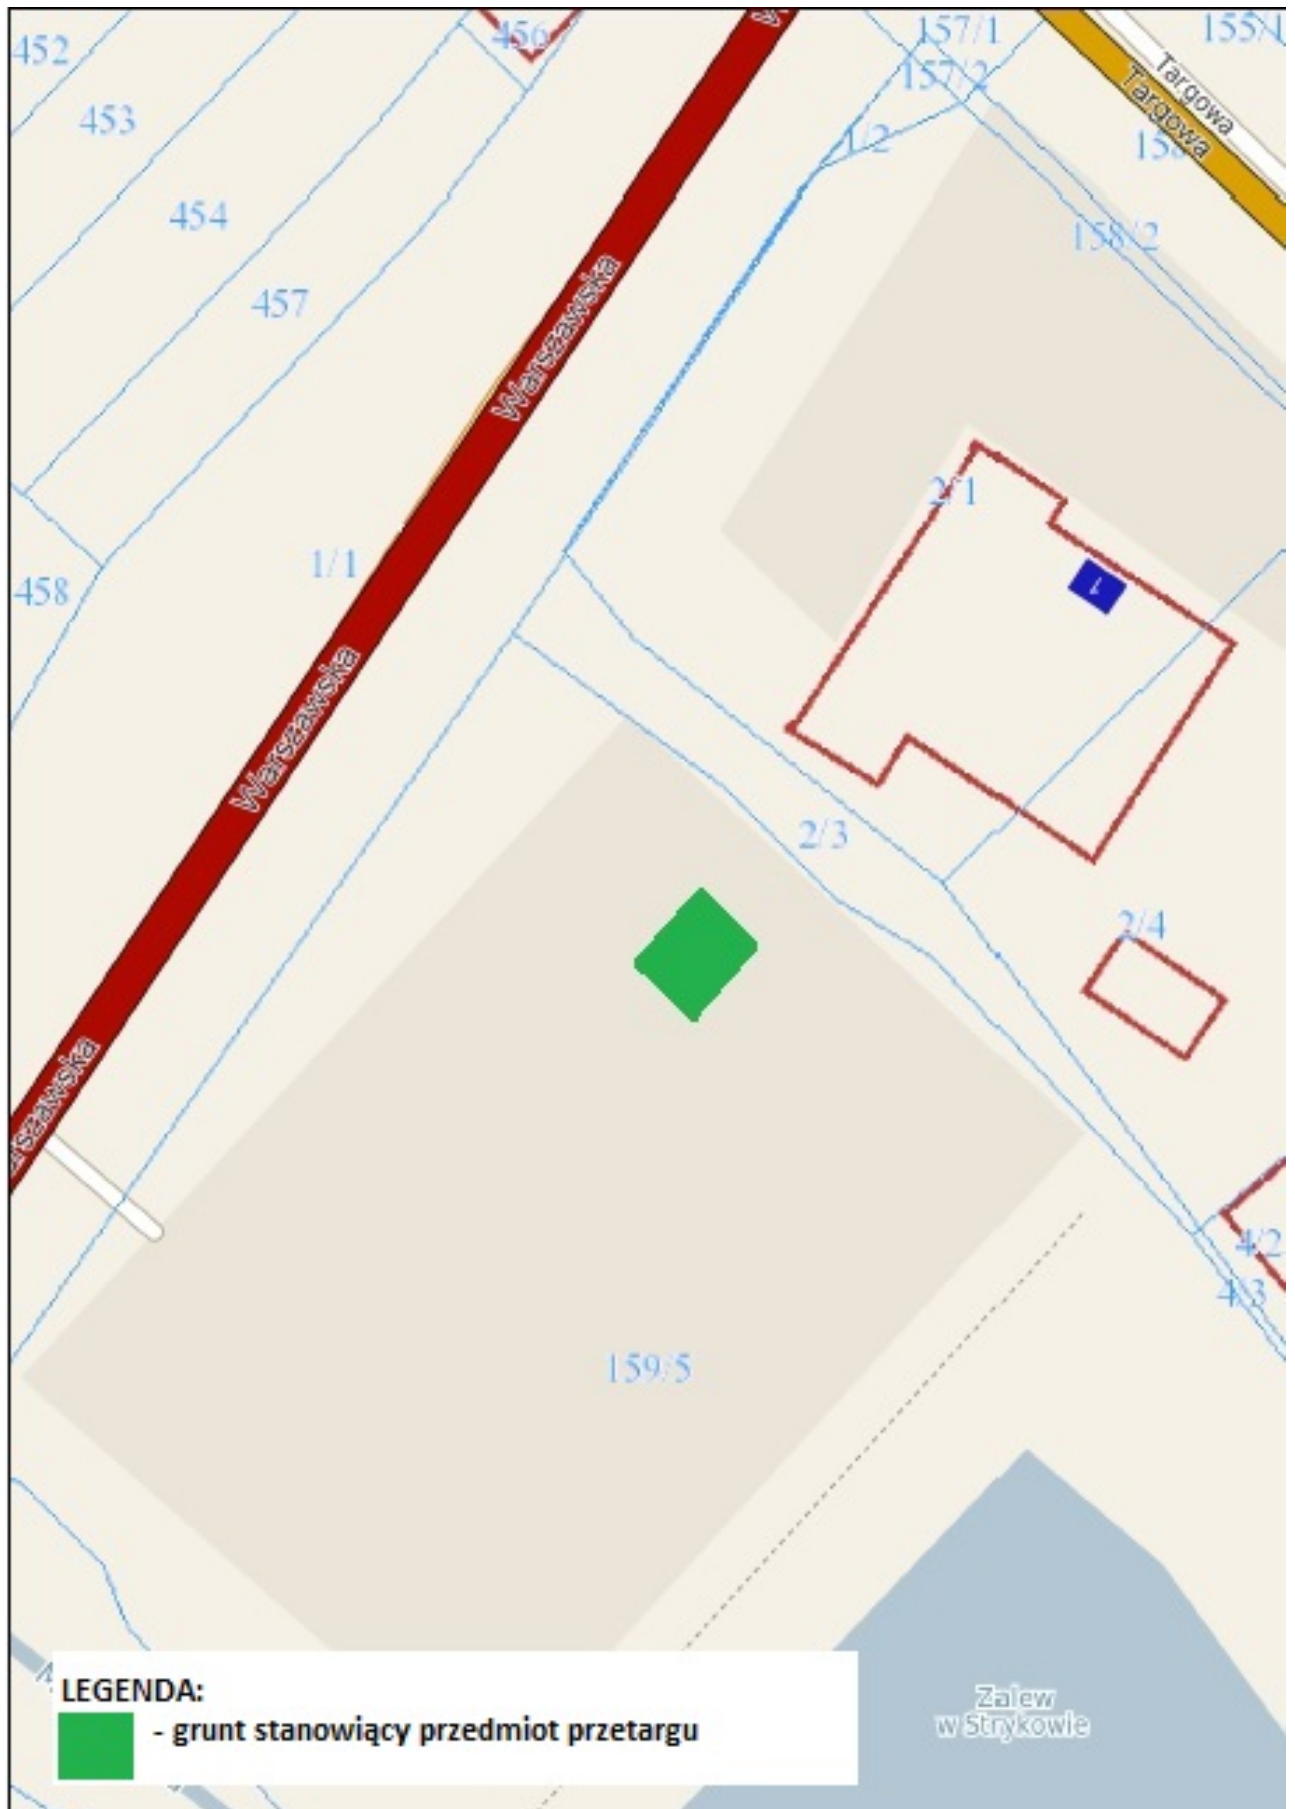 452
456
157/1
155/1
157/2
Targowa
Targowa
453
1/2
158
158/2
454
457
Warszawska
2/1
1/1
1
458
Warszawska
2/3
2/4
rszawska
4/2
4/3
159/5
LEGENDA:
- grunt stanowiący przedmiot przetargu
Zalew
w Strykowie